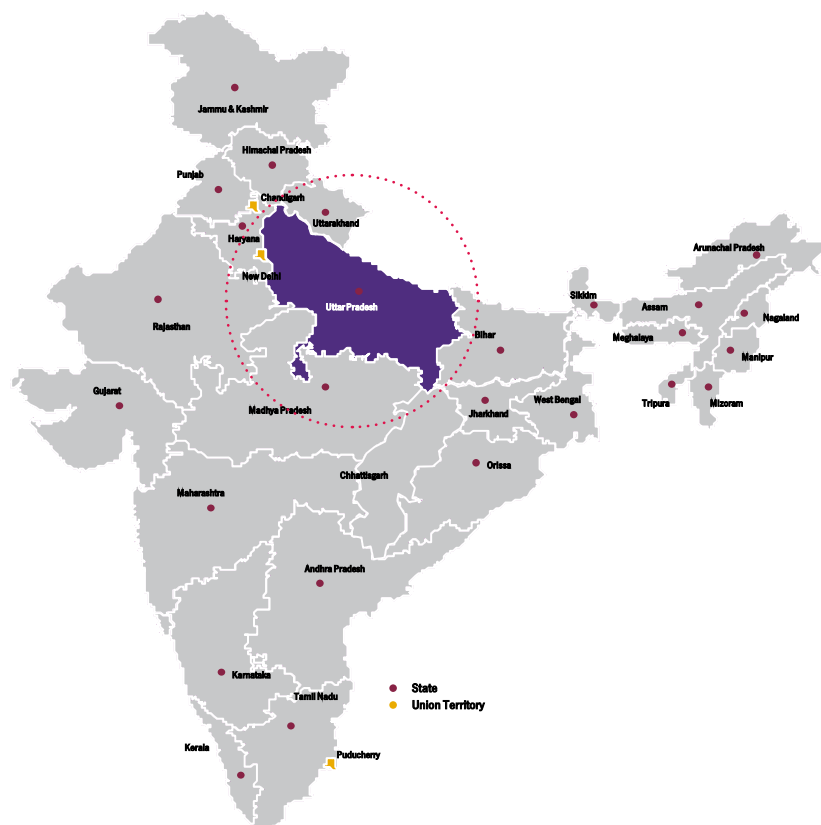 Jammu & Kashmir
Himachal Pradesh
Punjab
Chandigarh
Uttarakhand
Haryana
New Delhi
Arunachal Pradesh
Uttar Pradesh
Sikkim
Assam
Nagaland
Rajasthan
Bihar
Meghalaya
Manipur
Gujarat
Madhya Pradesh
Jharkhand
West Bengal
Tripura
Mizoram
Chhattisgarh
Orissa
Maharashtra
Andhra Pradesh
Karnataka
State
Tamil Nadu
Union Territory
Kerala
Puducherry